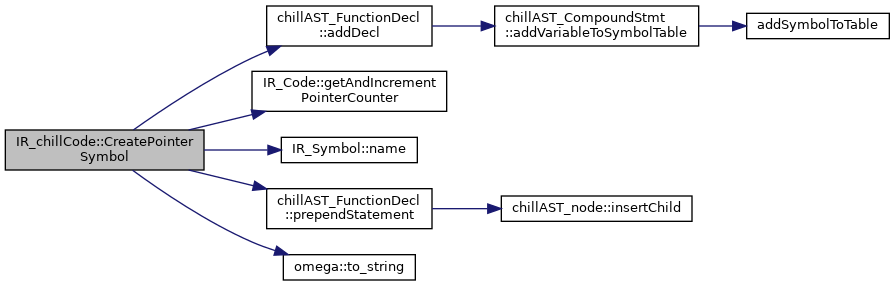 IR_chillCode::CreatePointer
Symbol
chillAST_FunctionDecl
::addDecl
chillAST_CompoundStmt
::addVariableToSymbolTable
addSymbolToTable
IR_Code::getAndIncrement
PointerCounter
IR_Symbol::name
chillAST_FunctionDecl
::prependStatement
chillAST_node::insertChild
omega::to_string